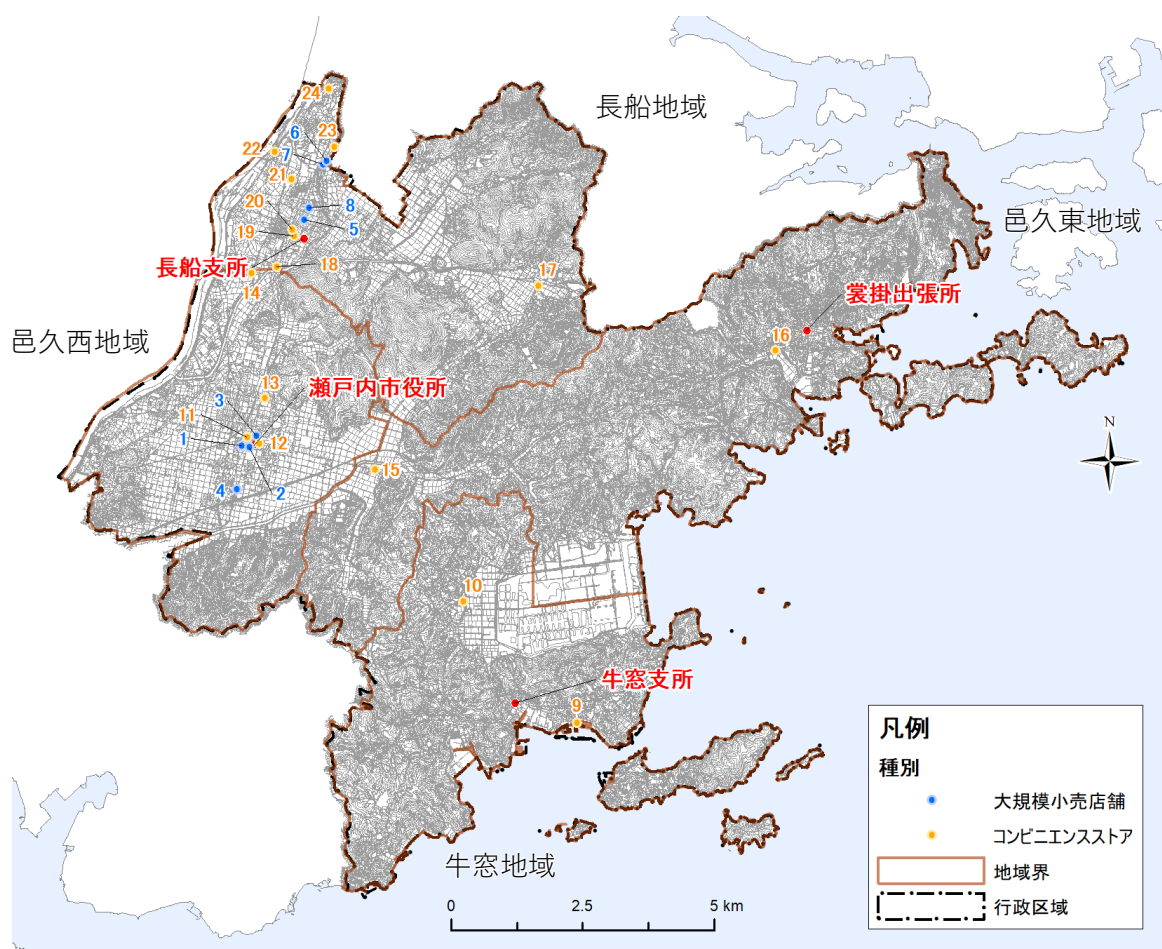 長船地域
24
6
23
22
7
21
20
8
19
5
長船支所
18
14
17
邑久東地域
裳掛出張所
16
邑久西地域
瀬戸内市役所
13
3
11
1
12
15
4
2
N
10
牛窓支所
9
牛窓地域
凡例
種別
大規模小売店舗
コンビニエンスストア
地域界
行政区域
0 2.5 5 km